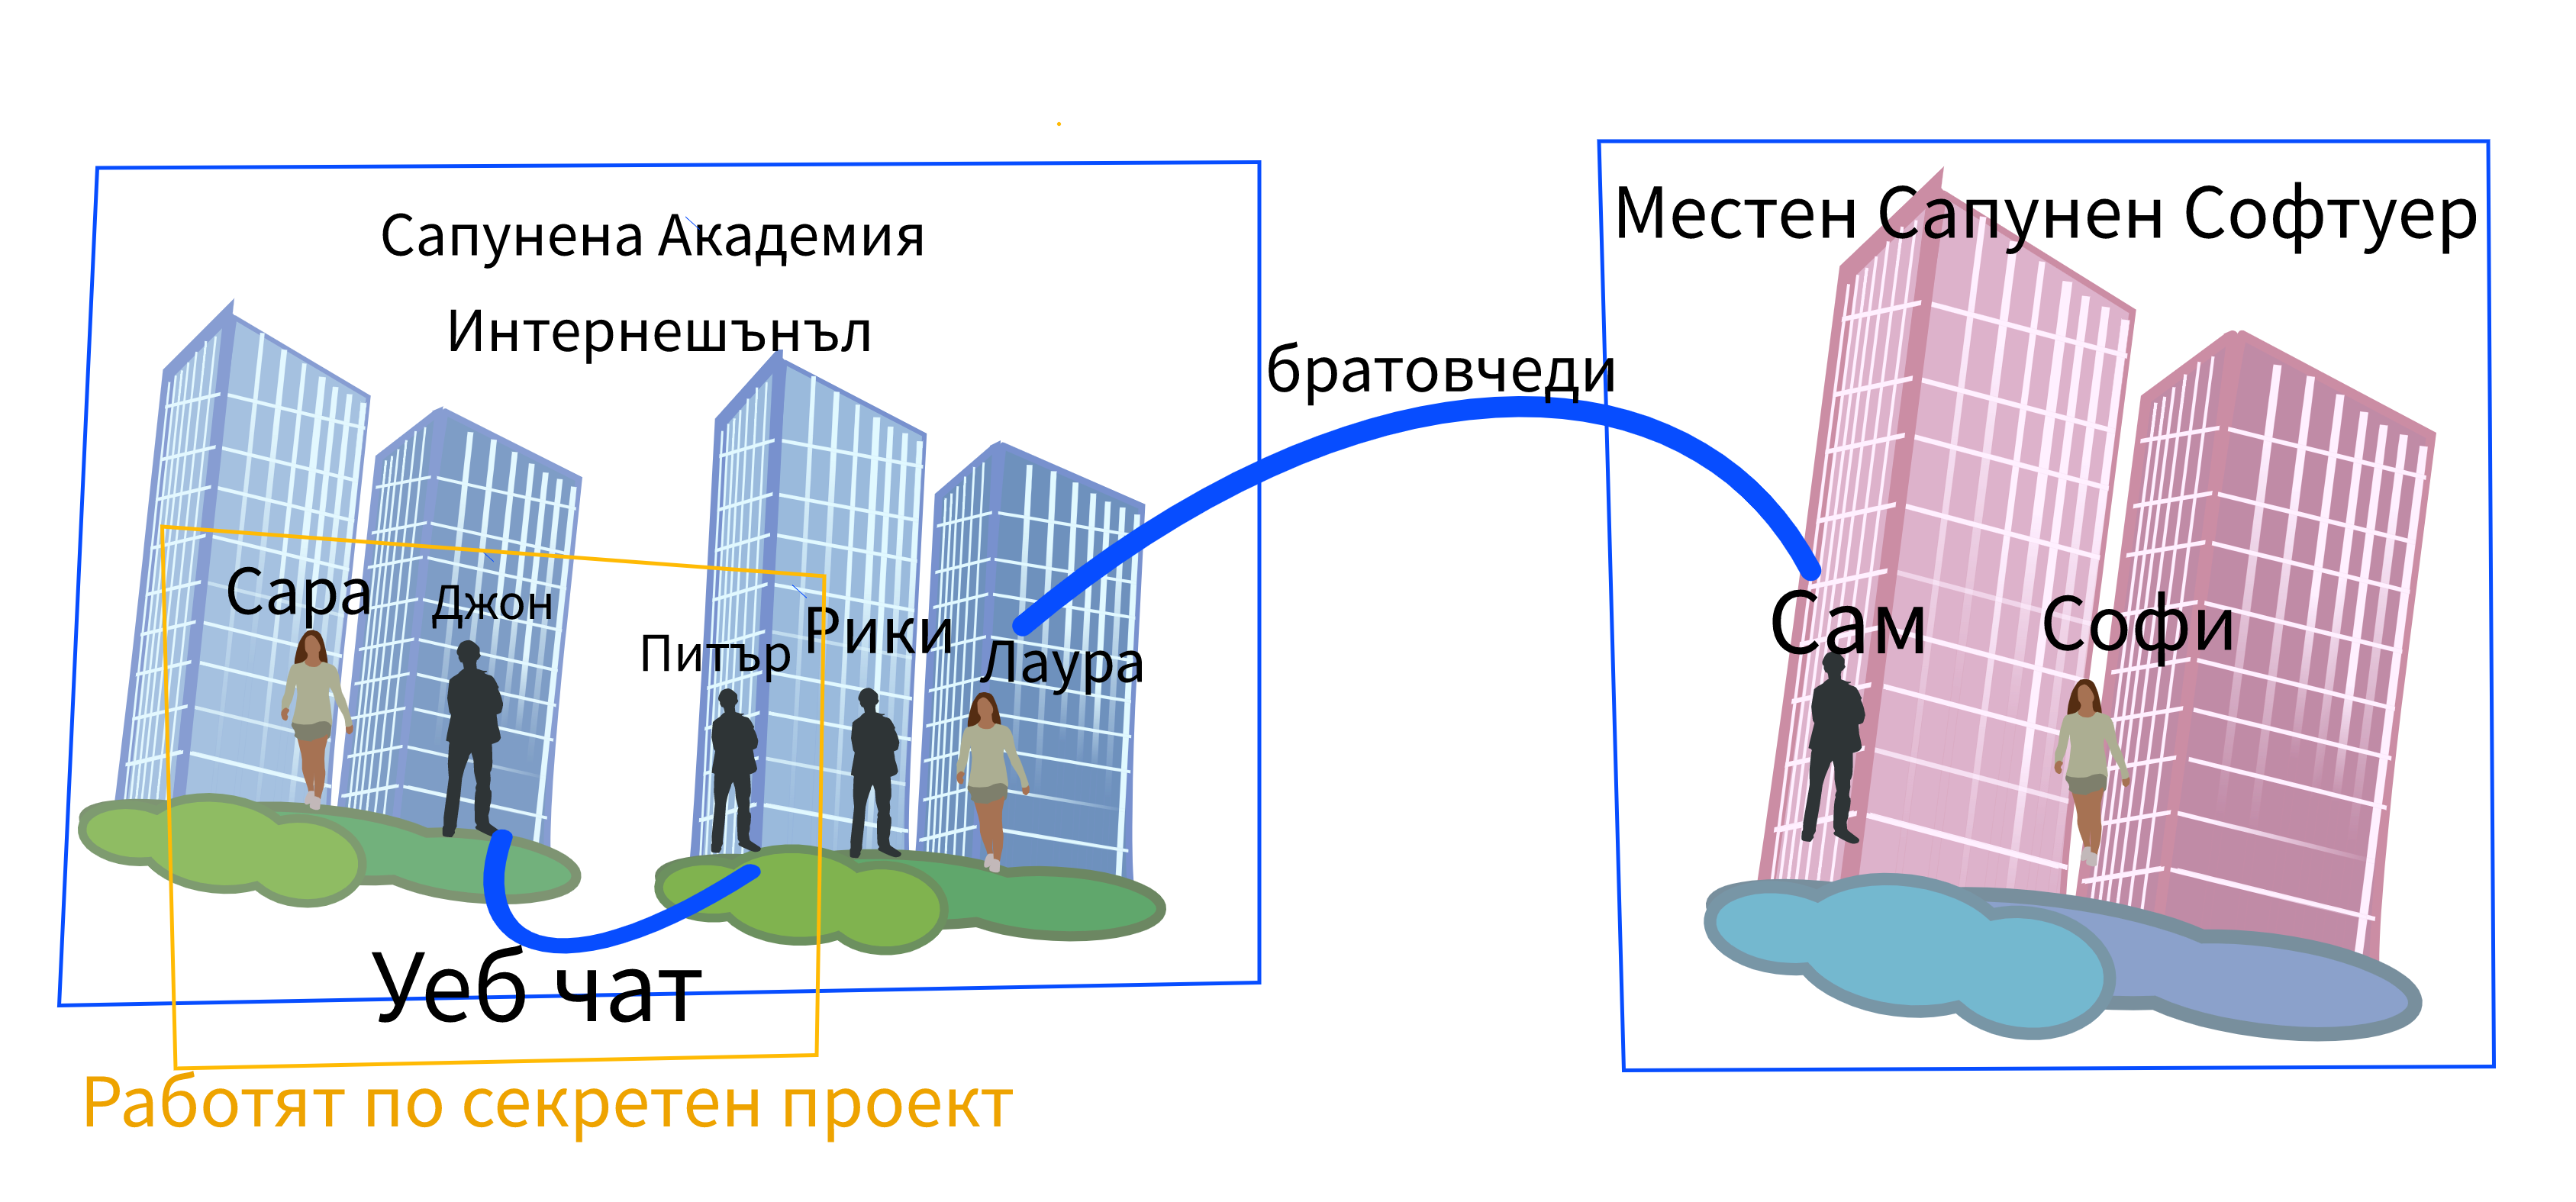 Сапунена Академия
Интернешънъл
Местен Сапунен Софтуер
братовчеди
Сара
Джон
Питър
Рики
Лаура
Сам
Софи
Уеб чат
Работят по секретен проект